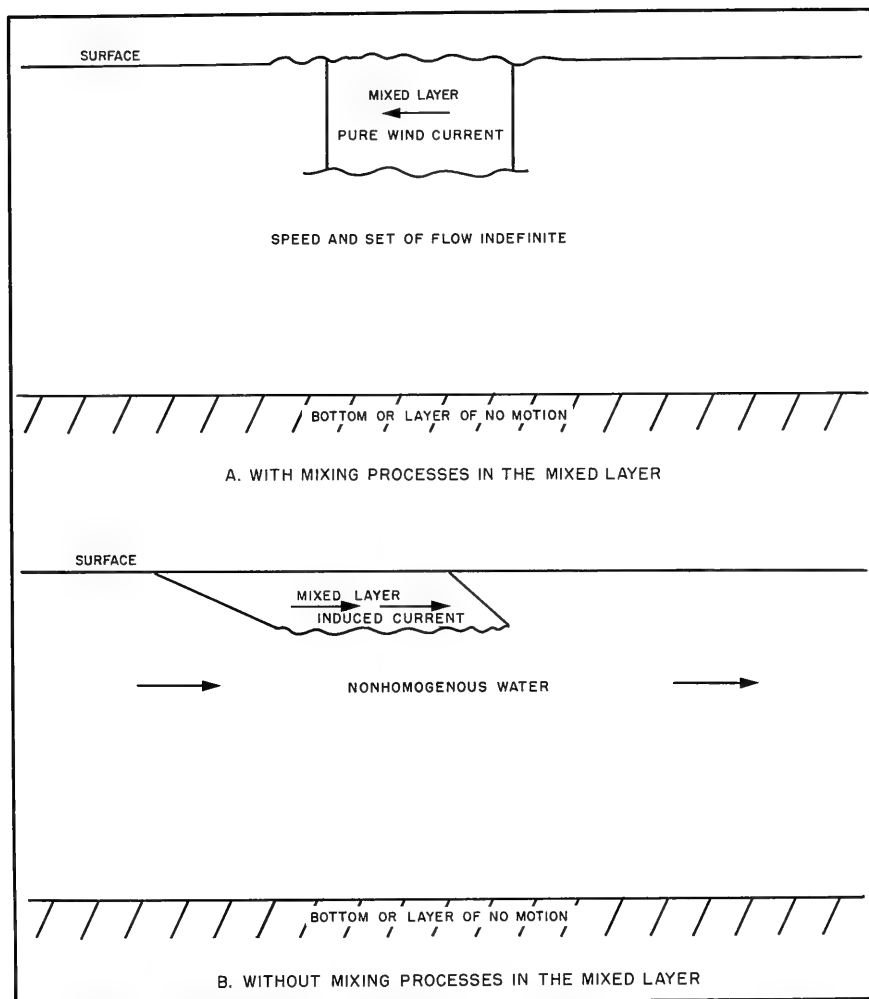 SURFACE
MIXED LAYER
PURE WIND CURRENT
SPEED AND SET OF FLOW INDEFINITE
BOTTOM OR LAYER OF NO MOTION
A. WITH MIXING PROCESSES IN THE MIXED LAYER
SURFACE
MIXED LAYER
INDUCED CURRENT
NONHOMOGENOUS WATER
BOTTOM OR LAYER OF NO MOTION
B. WITHOUT MIXING PROCESSES IN THE MIXED LAYER